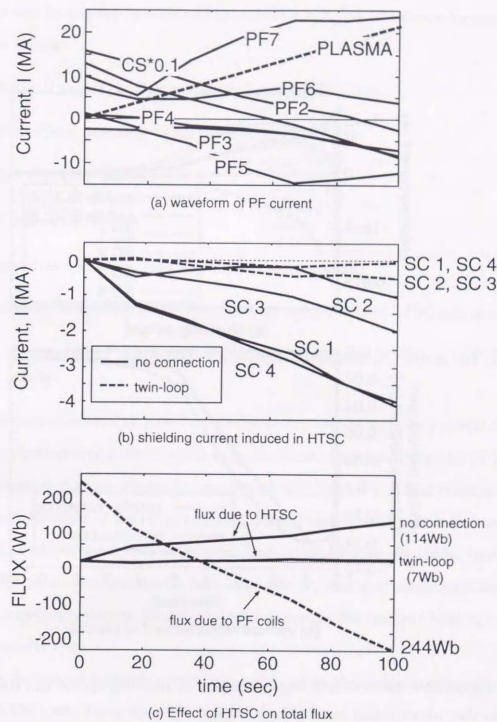 Current, I (MA)
20
10
0
-10
PF7
PLASMA
CS*0.1
PF6
PF2
PF4
PF3
PF5
(a) waveform of PF current
Current, I (MA)
0
-1
-2
-3
-4
SC 1, SC 4
SC 2, SC 3
SC 3
SC 2
SC 1
SC 4
no connection
twin-loop
(b) shielding current induced in HTSC
FLUX (Wb)
200
100
0
-100
-200
flux due to HTSC
no connection
(114Wb)
twin-loop
(7Wb)
flux due to PF coils
244Wb
0 20 40 60 80 100
time (sec)
(c) Effect of HTSC on total flux